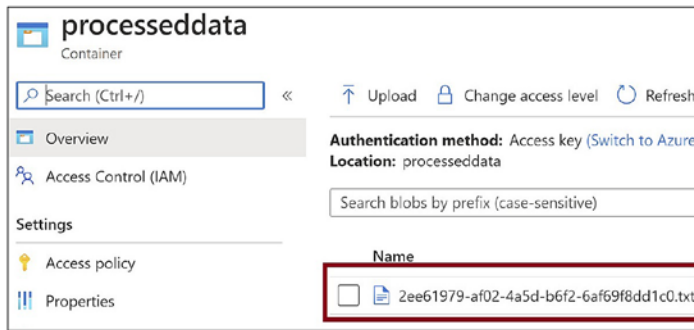 processeddata
Container
Search (Ctrl+/)
«
Overview
Access Control (IAM)
Settings
Access policy
Properties
Upload Change access level Refresh
Authentication method: Access key (Switch to Azure
Location: processeddata
Search blobs by prefix (case-sensitive)
Name
2ee61979-af02-4a5d-b6f2-6af69f8dd1c0.txt